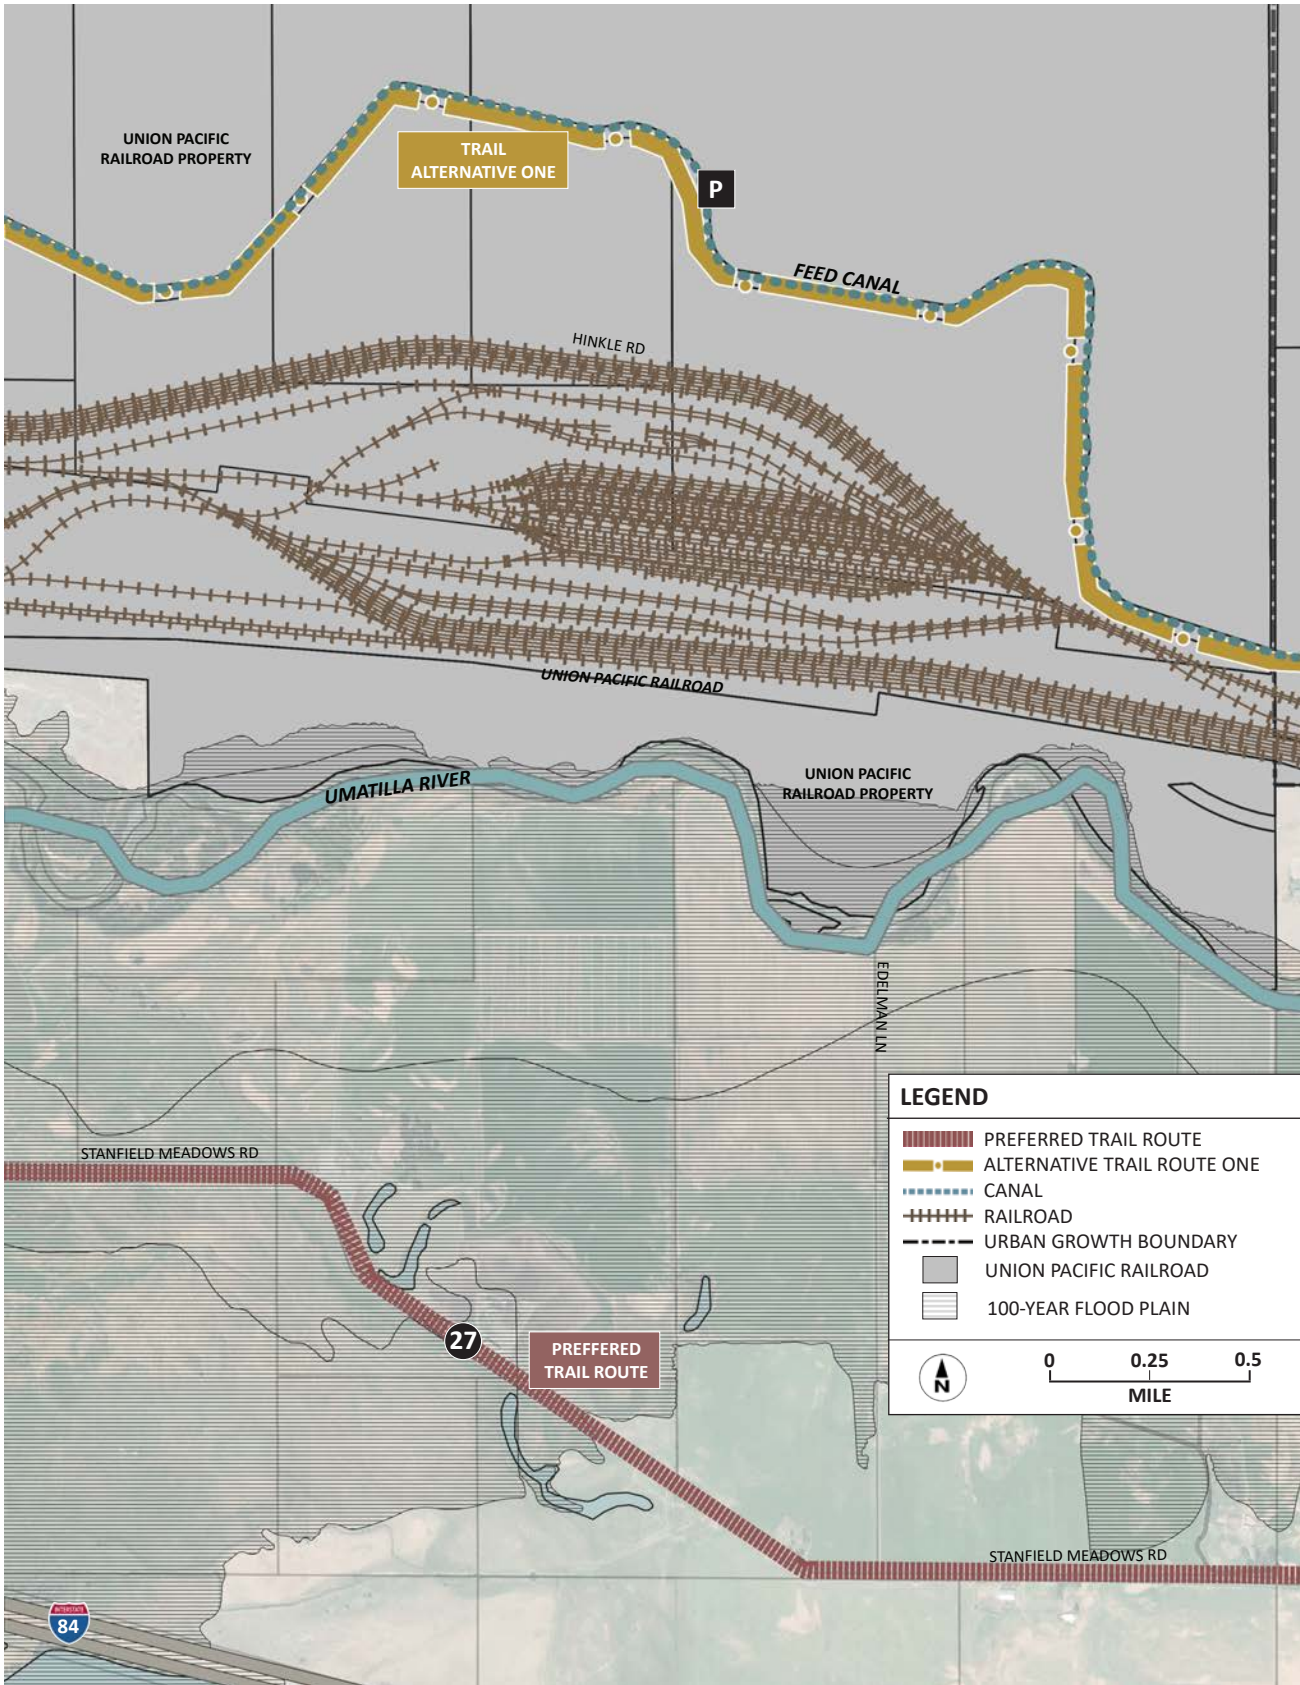 UNION PACIFIC
RAILROAD PROPERTY
TRAIL
ALTERNATIVE ONE
P
FEED CANAL
HINKLE RD
UNION PACIFIC RAILROAD
UNION PACIFIC
RAILROAD PROPERTY
UMATILLA RIVER
EDELMAN LN
LEGEND
PREFERRED TRAIL ROUTE
ALTERNATIVE TRAIL ROUTE ONE
CANAL
RAILROAD
URBAN GROWTH BOUNDARY
UNION PACIFIC RAILROAD
100-YEAR FLOOD PLAIN
N
0 0.25 0.5
MILE
STANFIELD MEADOWS RD
27
PREFFERED
TRAIL ROUTE
STANFIELD MEADOWS RD
INTERSTATE
84